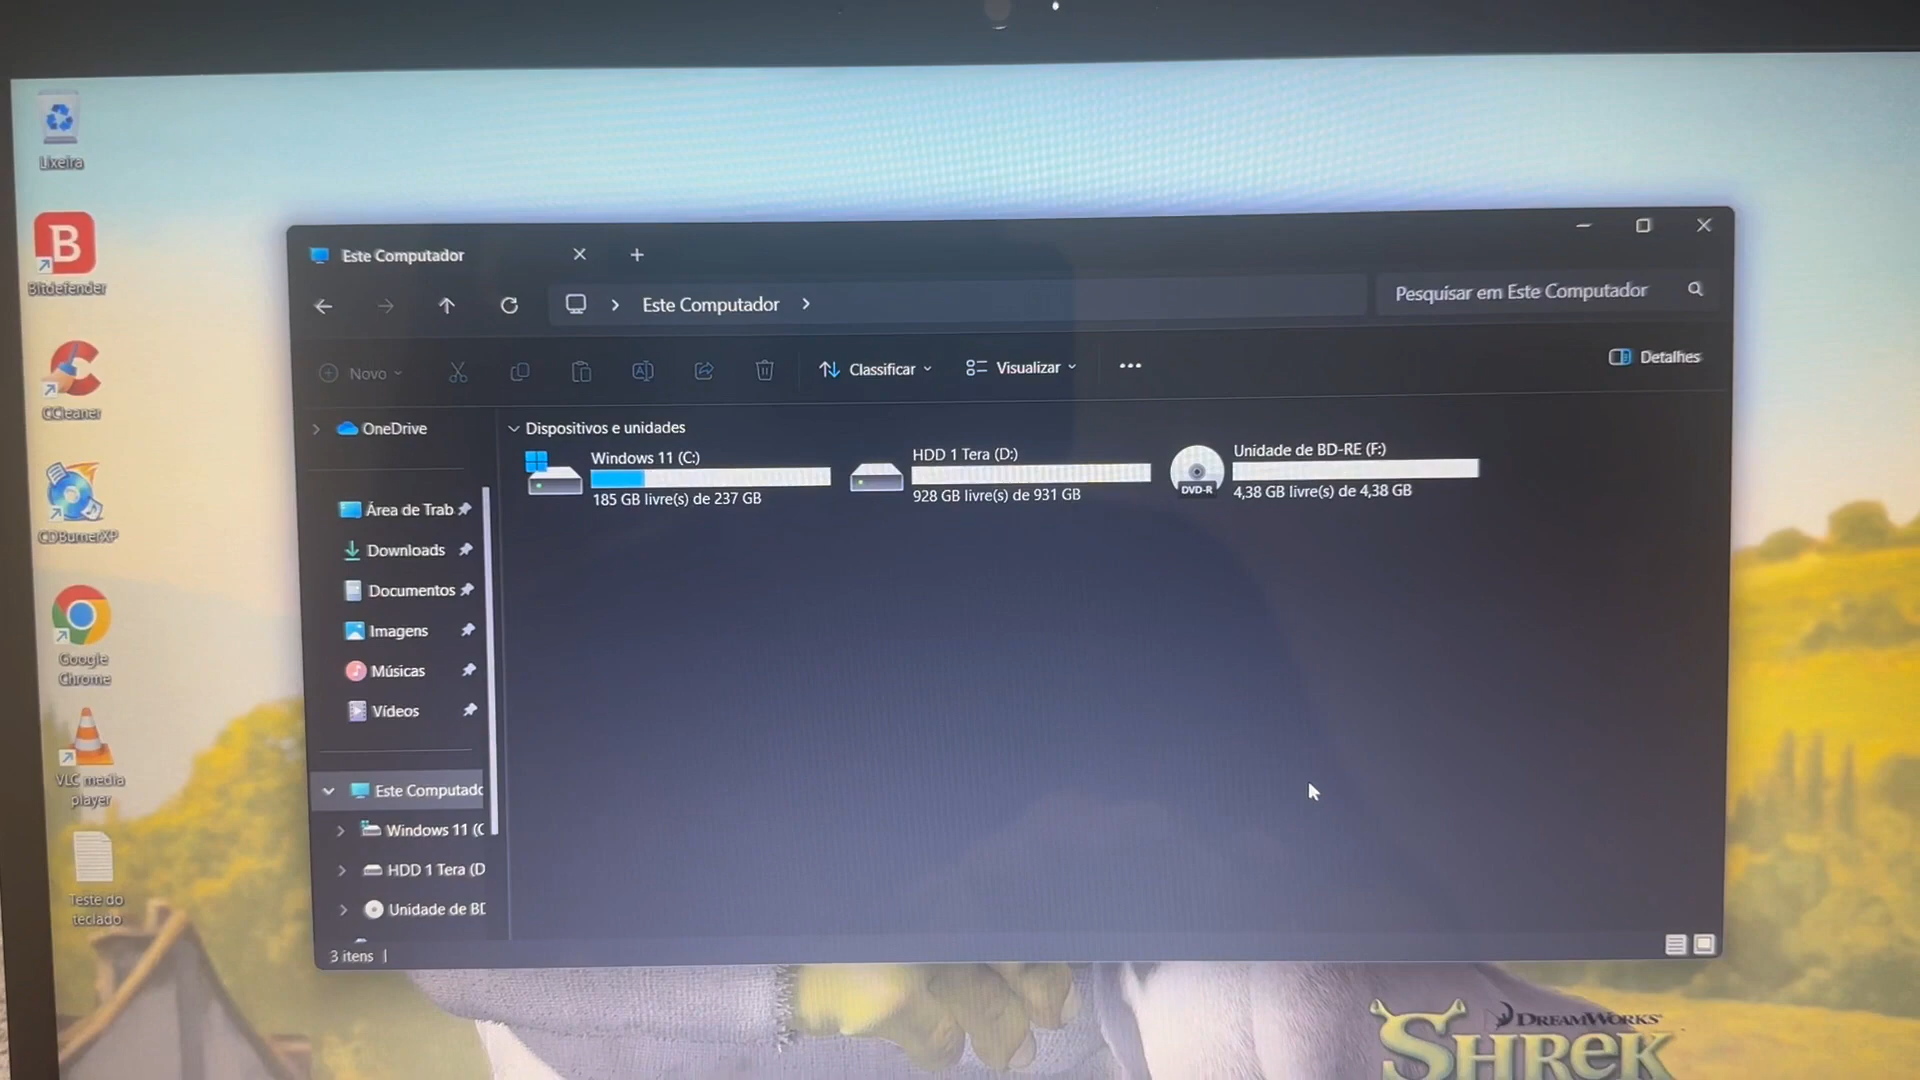 Lixeira
Bitdefender
CCleaner
CDBurnerXP
Google
Chrome
VLC media
player
Teste do
teclado
Este Computador
Este Computador
Pesquisar em Este Computador
Novo
Classificar
Visualizar
Detalhes
OneDrive
Área de Trab
Downloads
Documentos
Imagens
Músicas
Vídeos
Este Computado
Windows 11 (C
HDD 1 Tera (D
Unidade de BD
3 itens
Dispositivos e unidades
Windows 11 (C:)
185 GB livre(s) de 237 GB
HDD 1 Tera (D:)
928 GB livre(s) de 931 GB
Unidade de BD-RE (F:)
DVD-R
4,38 GB livre(s) de 4,38 GB
DREAMWORKS
SHREK